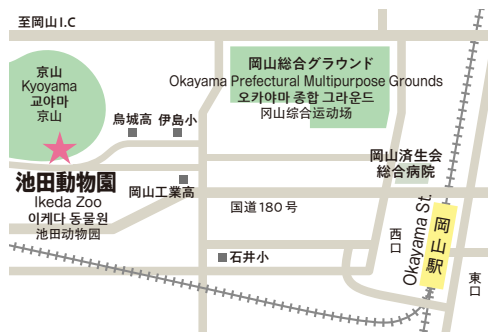 至岡山I.C
京山
Kyoyama
교야마
京山
岡山総合グラウンド
Okayama Prefectural Multipurpose Grounds
오카야마 종합 그라운드
冈山综合运动场
烏城高
伊島小
岡山済生会
総合病院
池田動物園
Ikeda Zoo
이케다 동물원
池田动物园
岡山工業高
国道180号
石井小
西口
Okayama St.
岡山駅
東口